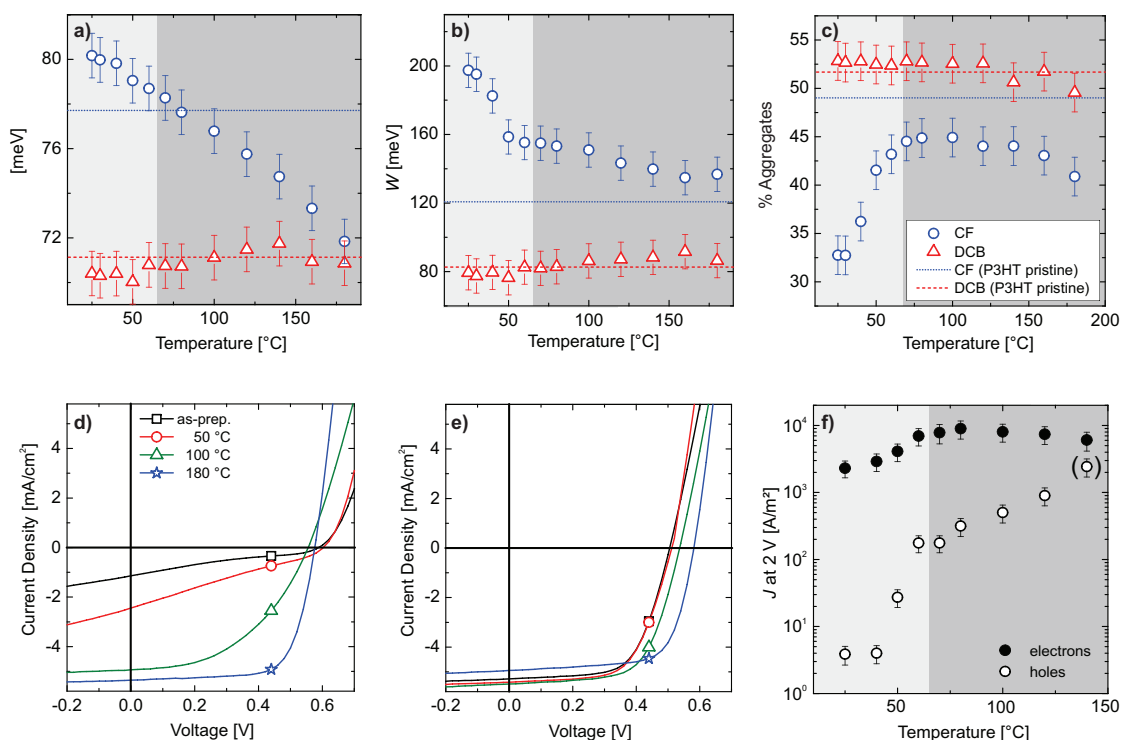 a)
80
76
72
[meV]
50
100
150
Temperature [°C]
b)
200
160
120
80
W [meV]
50
100
150
Temperature [°C]
c)
55
50
45
40
35
30
% Aggregates
CF
DCB
CF (P3HT pristine)
DCB (P3HT pristine)
50
100
150
200
Temperature [°C]
d)
as-prep.
50 °C
100 °C
180 °C
4
2
0
-2
-4
Current Density [mA/cm²]
-0.2
0.0
0.2
0.4
0.6
Voltage [V]
e)
4
2
0
-2
-4
Current Density [mA/cm²]
-0.2
0.0
0.2
0.4
0.6
Voltage [V]
f)
10⁴
10³
10²
10¹
10⁰
J at 2 V [A/m²]
( )
electrons
holes
50
100
150
Temperature [°C]